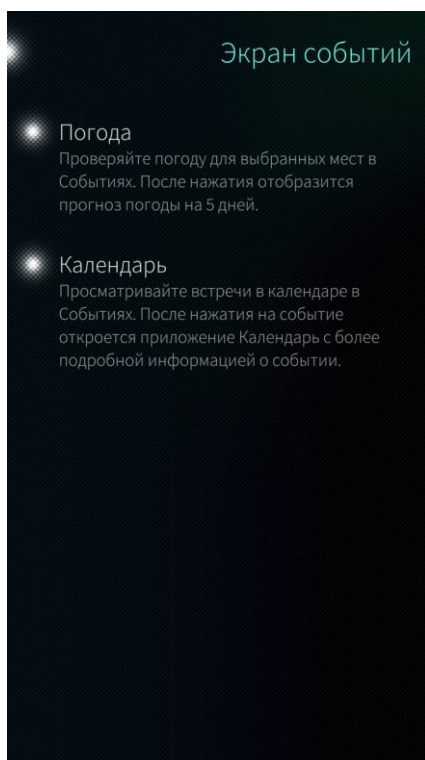 Экран событий
Погода
Проверяйте погоду для выбранных мест в
Событиях. После нажатия отобразится
прогноз погоды на 5 дней.
Календарь
Просматривайте встречи в календаре в
Событиях. После нажатия на событие
откроется приложение Календарь с более
подробной информацией о событии.